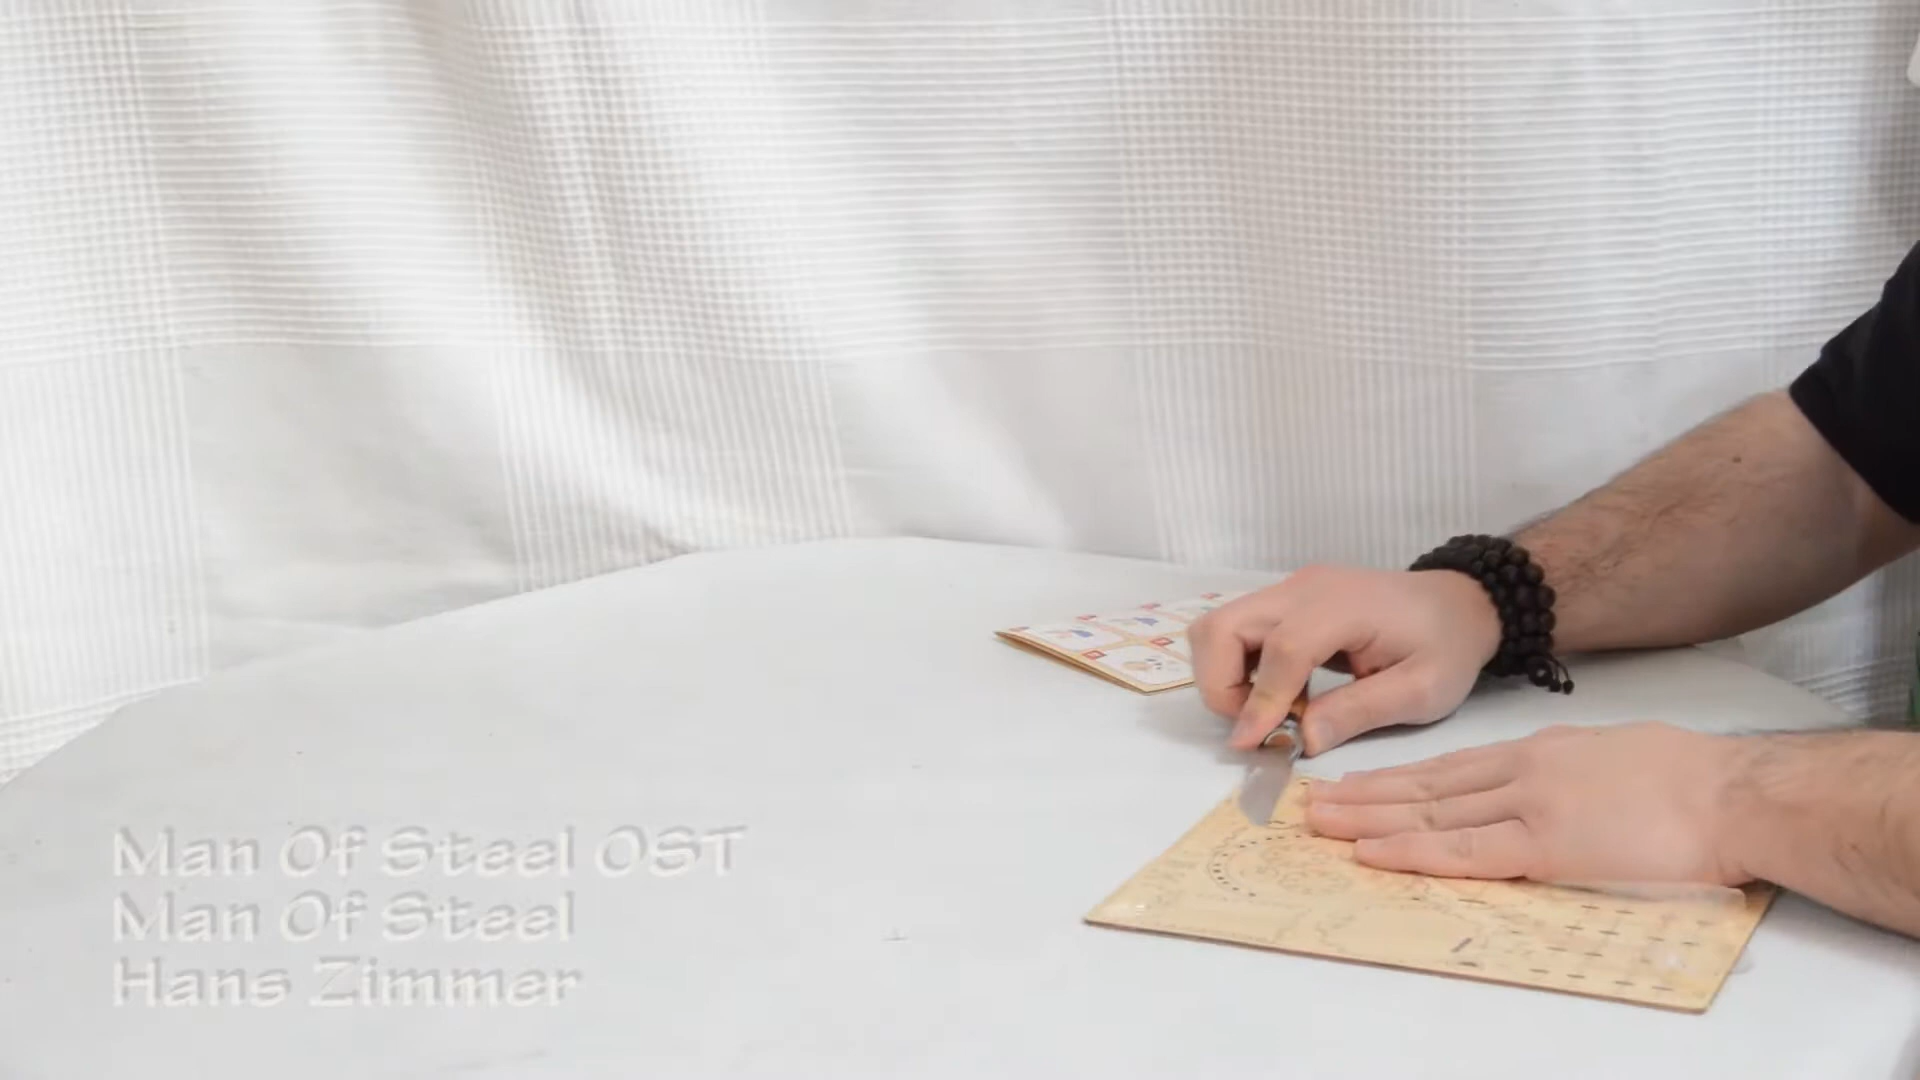 Man Of Steel OST
Man Of Steel
Hans Zimmer